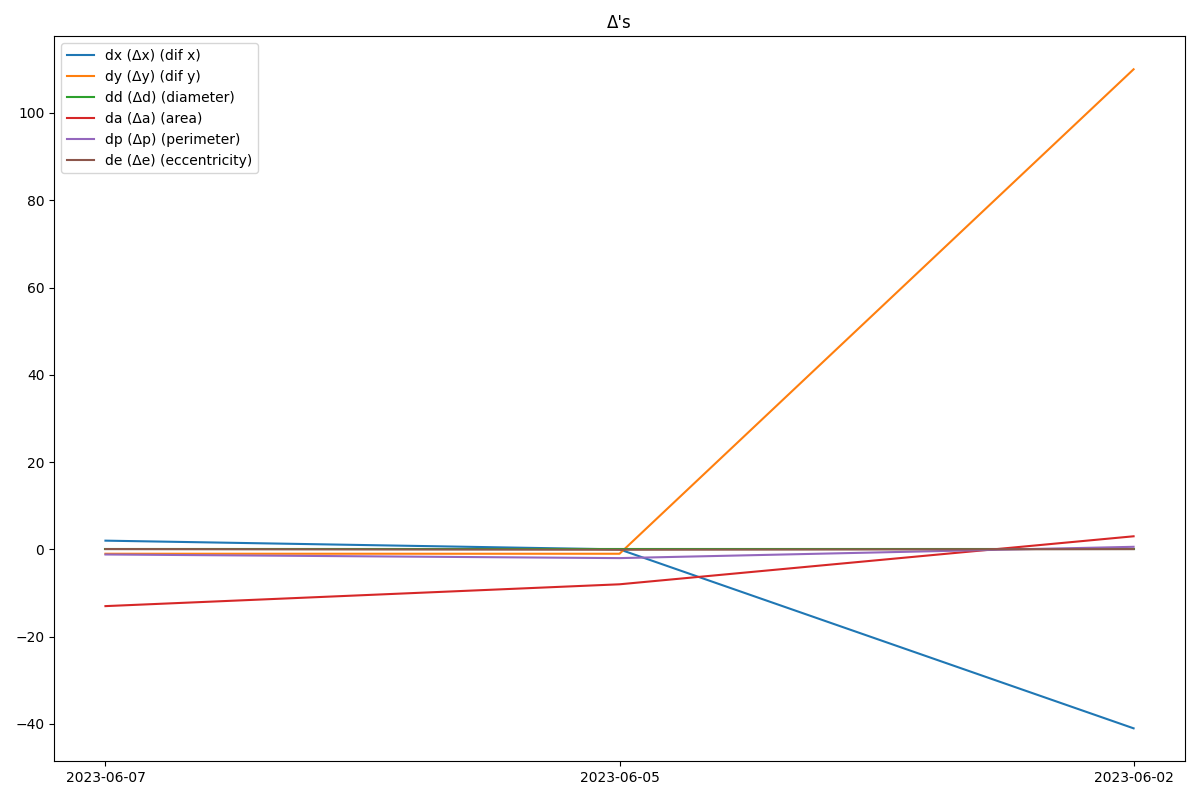 Δ's
dx (Δx) (dif x)
dy (Δy) (dif y)
dd (Δd) (diameter)
da (Δa) (area)
dp (Δp) (perimeter)
de (Δe) (eccentricity)
100
80
60
40
20
0
−20
−40
2023-06-07
2023-06-05
2023-06-02